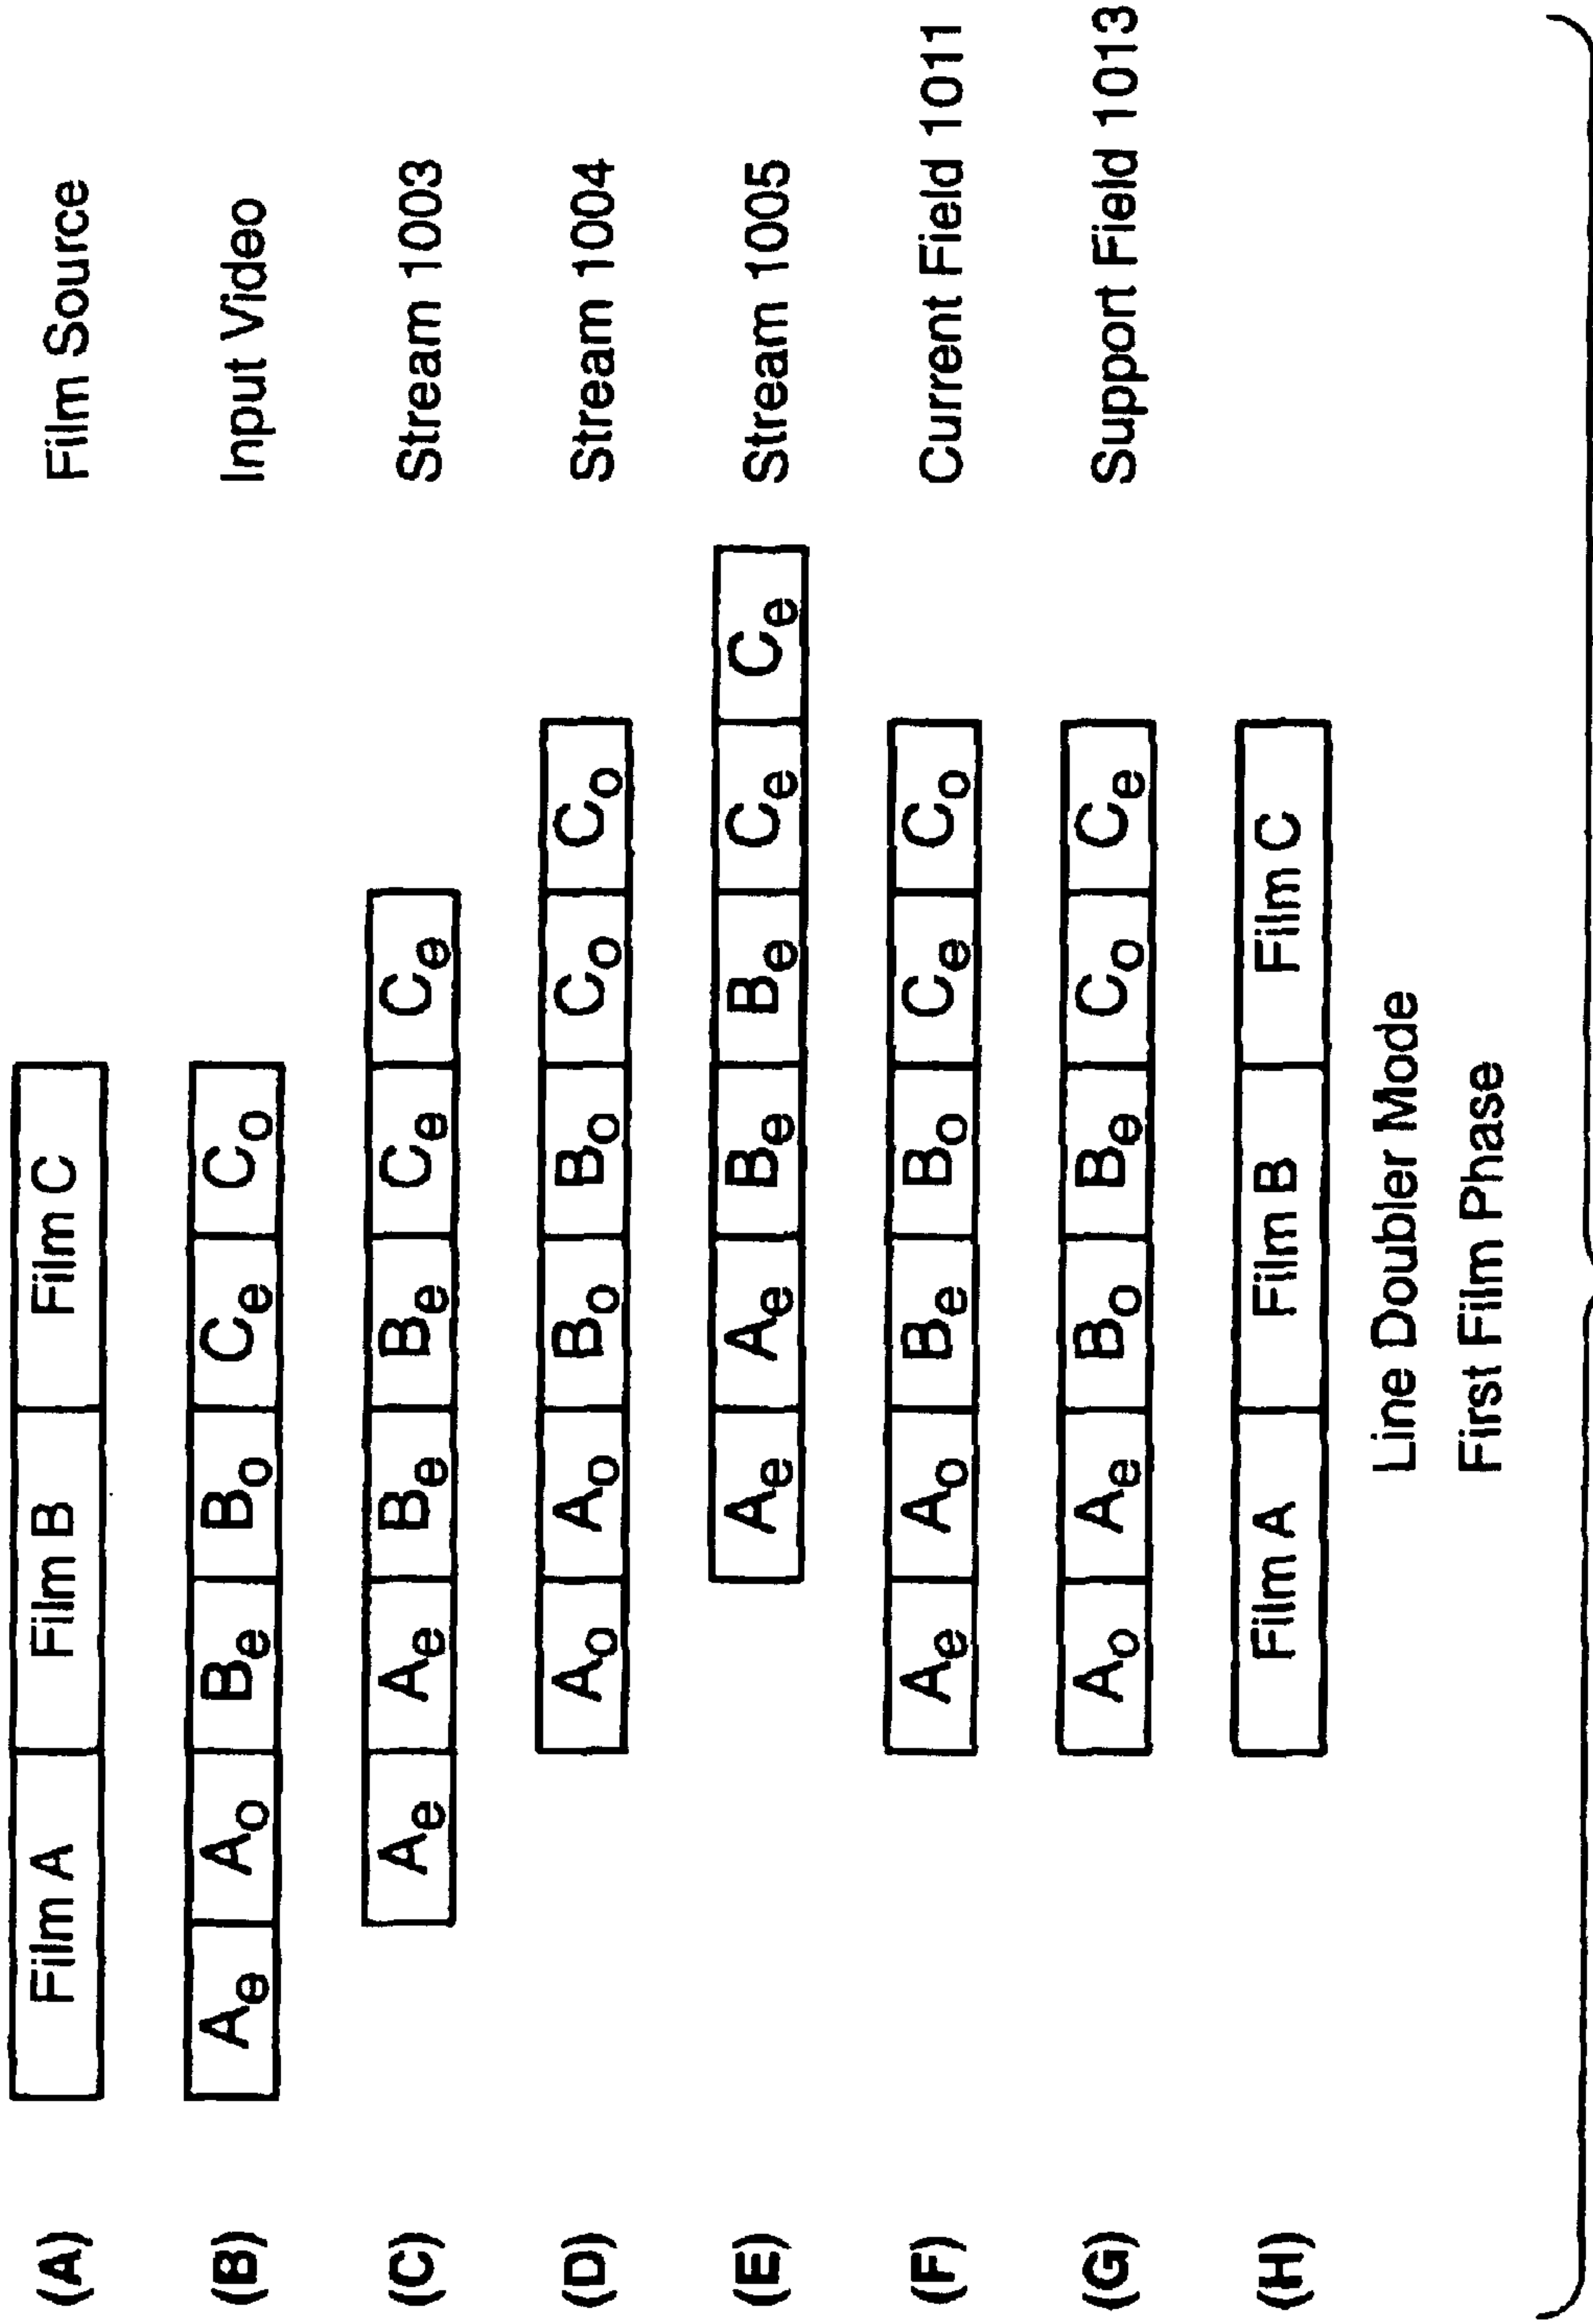 (A) Film A Film B Film C Film Source
(B) Ae Ao Be Bo Ce Co Input Video
(C) Ae Ae Be Be Ce Ce Stream 1003
(D) Ao Ao Bo Bo Co Co Stream 1004
(E) Ae Ae Be Be Ce Ce Stream 1005
(F) Ae Ao Be Bo Ce Co Current Field 1011
(G) Ao Ae Bo Be Co Ce Support Field 1013
(H) Film A Film B Film C
Line Doubler Mode
First Film Phase